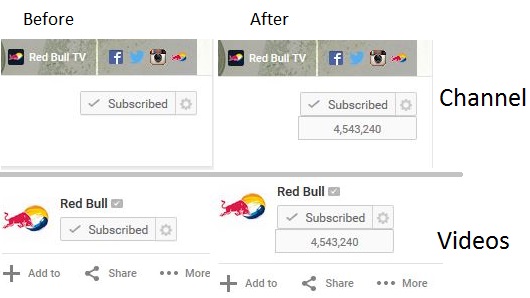 Before After
Red Bull TV Red Bull TV
Subscribed Subscribed
4,543,240
Channel
Red Bull Red Bull
Subscribed Subscribed
4,543,240
Videos
Add to Share More Add to Share More